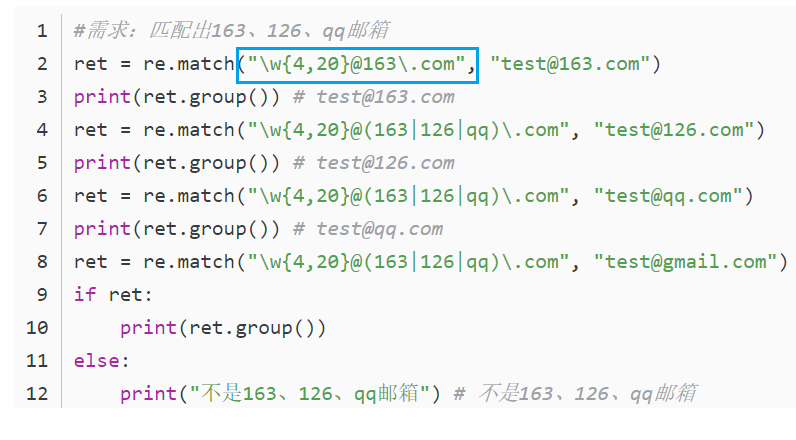 1 #需求：匹配出163、126、qq邮箱
2 ret = re.match("\w{4,20}@163\.com", "test@163.com")
3 print(ret.group()) # test@163.com
4 ret = re.match("\w{4,20}@(163|126|qq)\.com", "test@126.com")
5 print(ret.group()) # test@126.com
6 ret = re.match("\w{4,20}@(163|126|qq)\.com", "test@qq.com")
7 print(ret.group()) # test@qq.com
8 ret = re.match("\w{4,20}@(163|126|qq)\.com", "test@gmail.com")
9 if ret:
10     print(ret.group())
11 else:
12     print("不是163、126、qq邮箱") # 不是163、126、qq邮箱